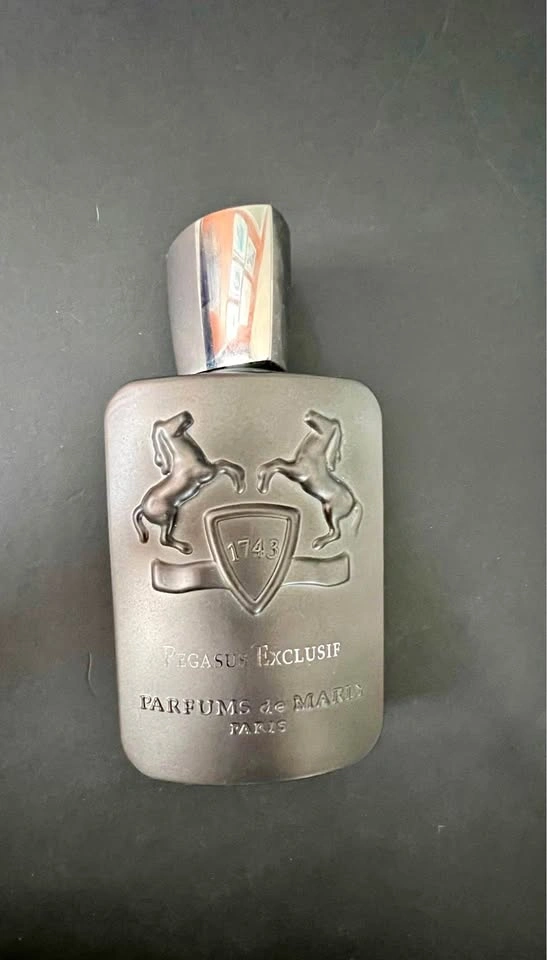 1743
PEGASUS EXCLUSIF
PARFUMS de MARLY
PARIS